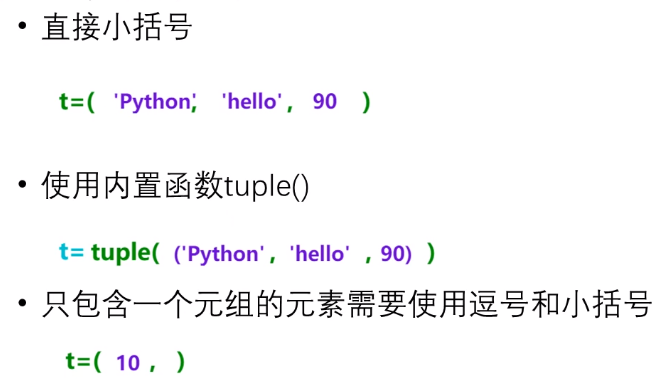 • 直接小括号
t=( 'Python', 'hello', 90 )
• 使用内置函数tuple()
t= tuple( ('Python', 'hello' , 90) )
• 只包含一个元组的元素需要使用逗号和小括号
t=( 10 , )